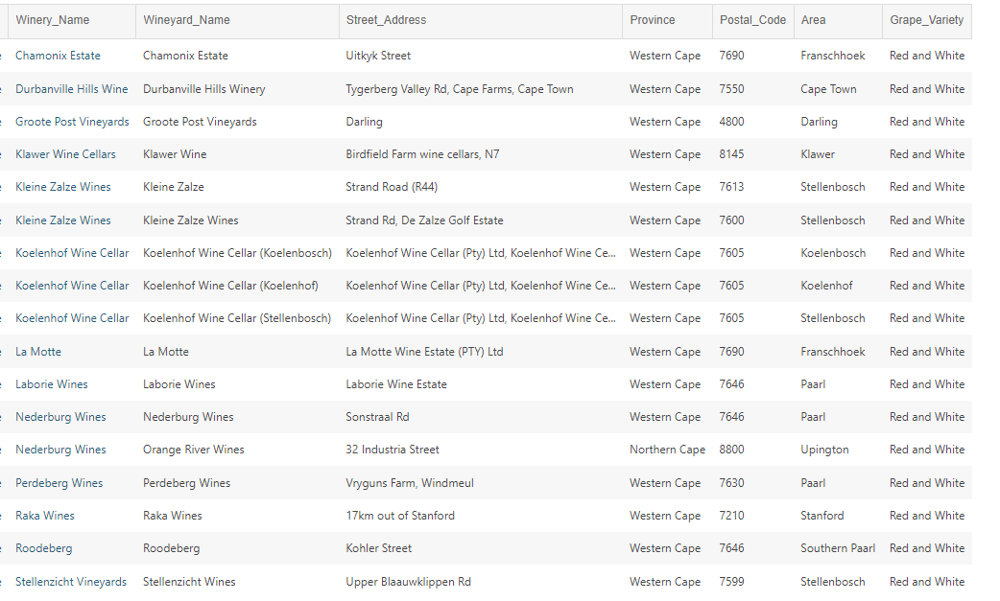 Winery_Name Wineyard_Name Street_Address Province Postal_Code Area Grape_Variety
Chamonix Estate Chamonix Estate Uitkyk Street Western Cape 7690 Franschhoek Red and White
Durbanville Hills Wine Durbanville Hills Winery Tygerberg Valley Rd, Cape Farms, Cape Town Western Cape 7550 Cape Town Red and White
Groote Post Vineyards Groote Post Vineyards Darling Western Cape 4800 Darling Red and White
Klawer Wine Cellars Klawer Wine Birdfield Farm wine cellars, N7 Western Cape 8145 Klawer Red and White
Kleine Zalze Wines Kleine Zalze Strand Road (R44) Western Cape 7613 Stellenbosch Red and White
Kleine Zalze Wines Kleine Zalze Wines Strand Rd, De Zalze Golf Estate Western Cape 7600 Stellenbosch Red and White
Koelenhof Wine Cellar Koelenhof Wine Cellar (Koelenbosch) Koelenhof Wine Cellar (Pty) Ltd, Koelenhof Wine Ce... Western Cape 7605 Koelenbosch Red and White
Koelenhof Wine Cellar Koelenhof Wine Cellar (Koelenhof) Koelenhof Wine Cellar (Pty) Ltd, Koelenhof Wine Ce... Western Cape 7605 Koelenhof Red and White
Koelenhof Wine Cellar Koelenhof Wine Cellar (Stellenbosch) Koelenhof Wine Cellar (Pty) Ltd, Koelenhof Wine Ce... Western Cape 7605 Stellenbosch Red and White
La Motte La Motte La Motte Wine Estate (PTY) Ltd Western Cape 7690 Franschhoek Red and White
Laborie Wines Laborie Wines Laborie Wine Estate Western Cape 7646 Paarl Red and White
Nederburg Wines Nederburg Wines Sonstraal Rd Western Cape 7646 Paarl Red and White
Nederburg Wines Orange River Wines 32 Industria Street Northern Cape 8800 Upington Red and White
Perdeberg Wines Perdeberg Wines Vryguns Farm, Windmeul Western Cape 7630 Paarl Red and White
Raka Wines Raka Wines 17km out of Stanford Western Cape 7210 Stanford Red and White
Roodeberg Roodeberg Kohler Street Western Cape 7646 Southern Paarl Red and White
Stellenzicht Vineyards Stellenzicht Wines Upper Blaauwklippen Rd Western Cape 7599 Stellenbosch Red and White